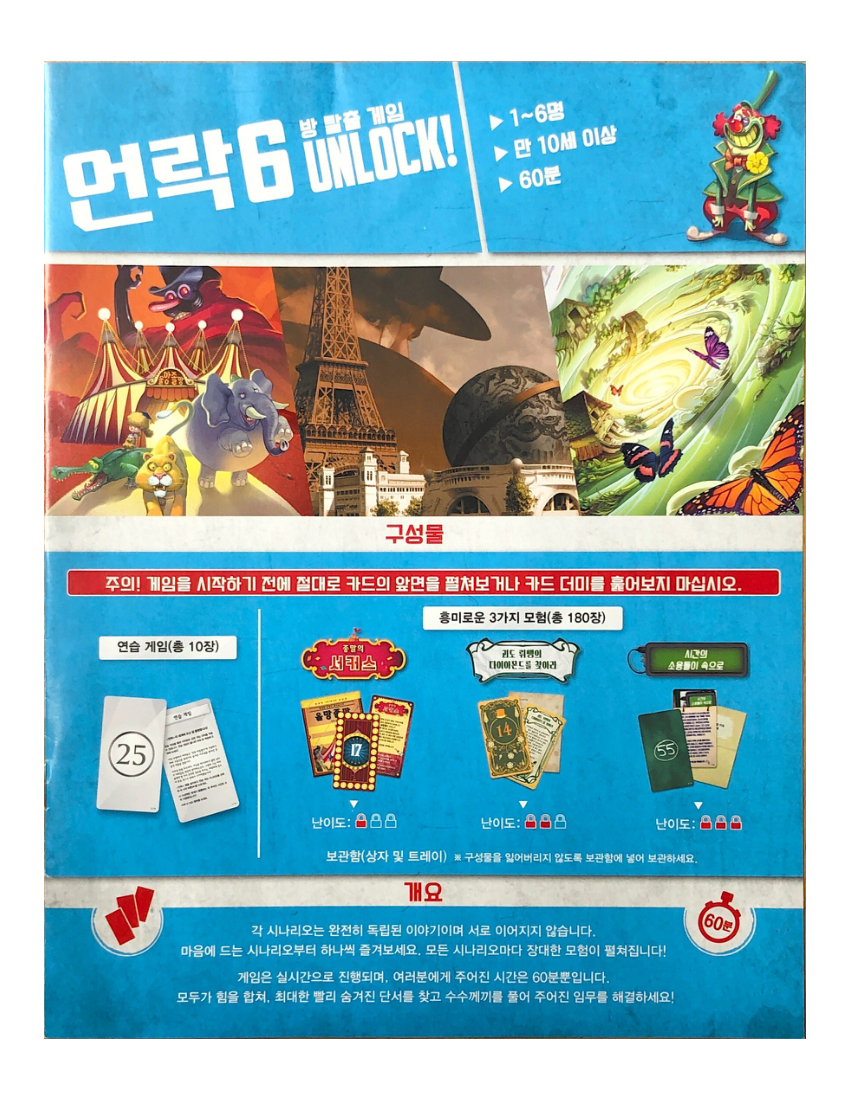 언락6
방 탈출 게임
UNLOCK!
▶ 1~6명
▶ 만 10세 이상
▶ 60분
구성물
주의! 게임을 시작하기 전에 절대로 카드의 앞면을 펼쳐보거나 카드 더미를 훑어보지 마십시오.
흥미로운 3가지 모험(총 180장)
연습 게임(총 10장)
종말의
서커스
리도 뤼팽의
다이아몬드를 찾아라
시간의
소용돌이 속으로
연습 게임
25
17
14
55
난이도:
난이도:
난이도:
보관함(상자 및 트레이) ※ 구성물을 잃어버리지 않도록 보관함에 넣어 보관하세요.
개요
60분
각 시나리오는 완전히 독립된 이야기이며 서로 이어지지 않습니다.
마음에 드는 시나리오부터 하나씩 즐겨보세요. 모든 시나리오마다 장대한 모험이 펼쳐집니다!
게임은 실시간으로 진행되며, 여러분에게 주어진 시간은 60분뿐입니다.
모두가 힘을 합쳐, 최대한 빨리 숨겨진 단서를 찾고 수수께끼를 풀어 주어진 임무를 해결하세요!